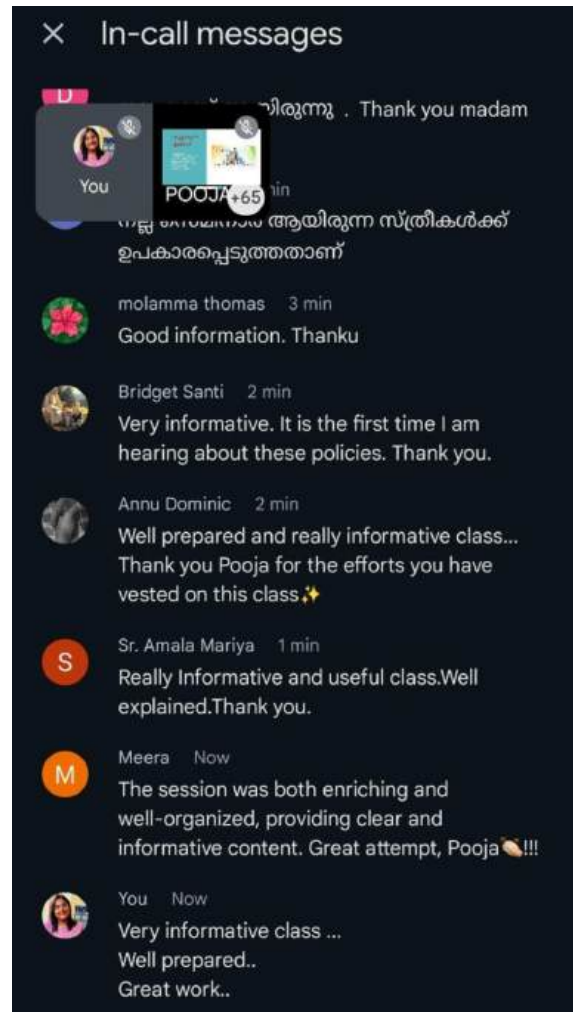 In-call messages
D
. Thank you madam
You
POOJA
+65
ആയിരുന്ന സ്ത്രീകൾക്ക്
ഉപകാരപ്പെടുത്തതാണ്
molamma thomas 3 min
Good information. Thanku
Bridget Santi 2 min
Very informative. It is the first time I am
hearing about these policies. Thank you.
Annu Dominic 2 min
Well prepared and really informative class...
Thank you Pooja for the efforts you have
vested on this class✨
S
Sr. Amala Mariya 1 min
Really Informative and useful class.Well
explained.Thank you.
M
Meera Now
The session was both enriching and
well-organized, providing clear and
informative content. Great attempt, Pooja👏🏻!!!
You Now
Very informative class ...
Well prepared..
Great work..